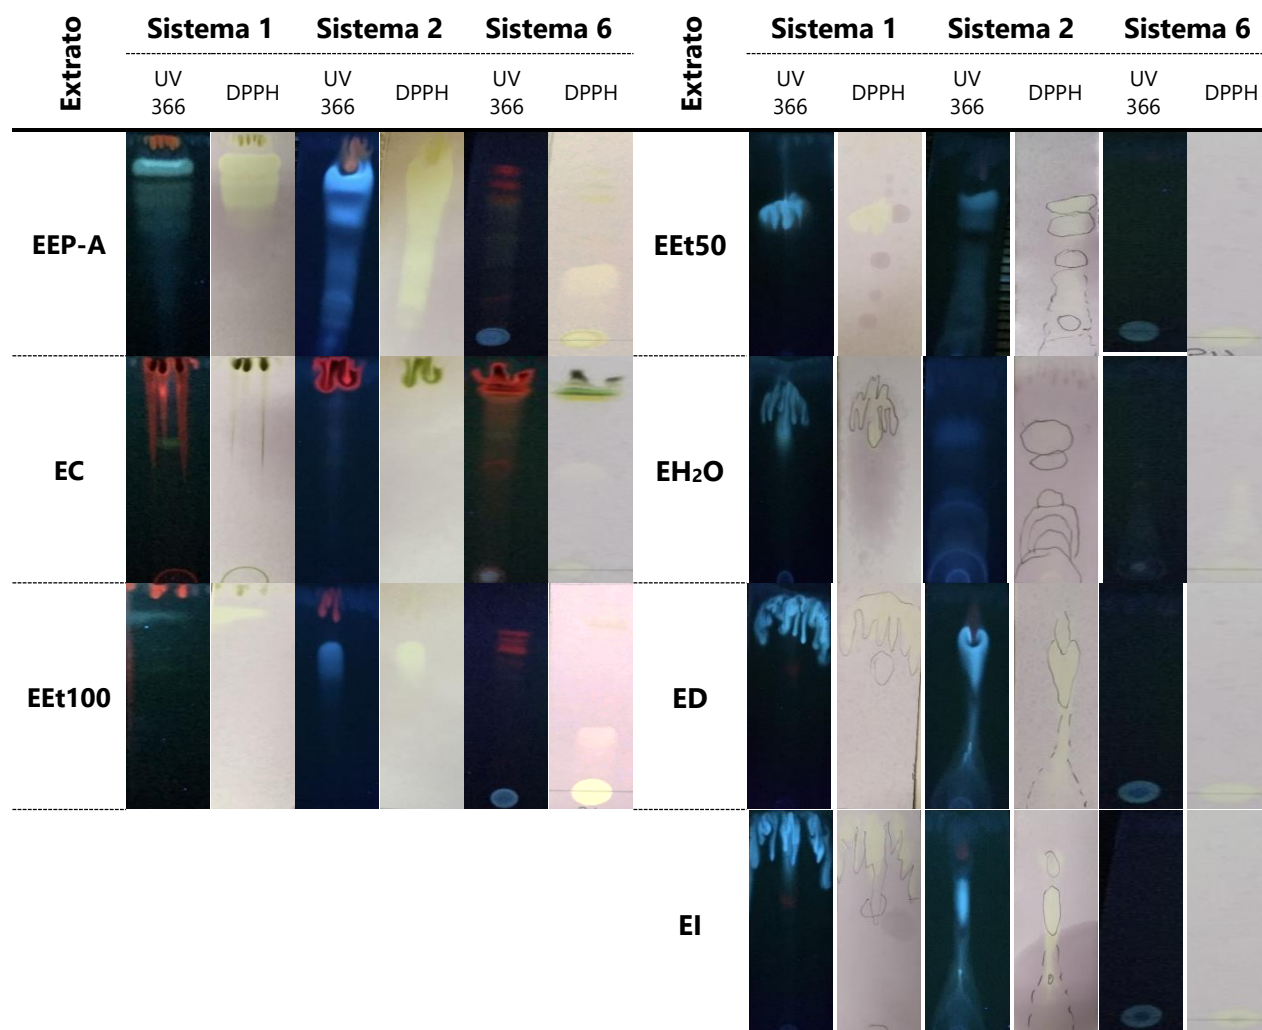 Extrato
Sistema 1 Sistema 2 Sistema 6
UV 366 DPPH UV 366 DPPH UV 366 DPPH
Extrato
Sistema 1 Sistema 2 Sistema 6
UV 366 DPPH UV 366 DPPH UV 366 DPPH
EEP-A
EC
EEt100
EEt50
EH₂O
ED
EI